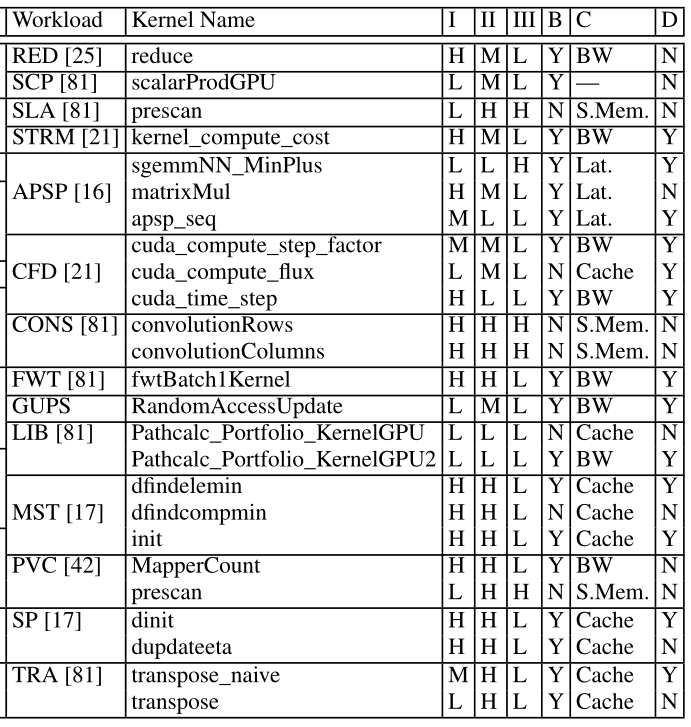 Workload Kernel Name I II III B C D
RED [25] reduce H M L Y BW N
SCP [81] scalarProdGPU L M L Y — N
SLA [81] prescan L H H N S.Mem. N
STRM [21] kernel_compute_cost H M L Y BW Y
sgemmNN_MinPlus L L H Y Lat. Y
APSP [16] matrixMul H M L Y Lat. N
apsp_seq M L L Y Lat. Y
cuda_compute_step_factor M M L Y BW Y
CFD [21] cuda_compute_flux L M L N Cache Y
cuda_time_step H L L Y BW Y
CONS [81] convolutionRows H H H N S.Mem. N
convolutionColumns H H H N S.Mem. N
FWT [81] fwtBatch1Kernel H H L Y BW Y
GUPS RandomAccessUpdate L M L Y BW Y
LIB [81] Pathcalc_Portfolio_KernelGPU L L L N Cache N
Pathcalc_Portfolio_KernelGPU2 L L L Y BW Y
dfindelemin H H L Y Cache Y
MST [17] dfindcompmin H H L N Cache N
init H H L Y Cache Y
PVC [42] MapperCount H H L Y BW N
prescan L H H N S.Mem. N
SP [17] dinit H H L Y Cache Y
dupdateeta H H L Y Cache N
TRA [81] transpose_naive M H L Y Cache Y
transpose L H L Y Cache N